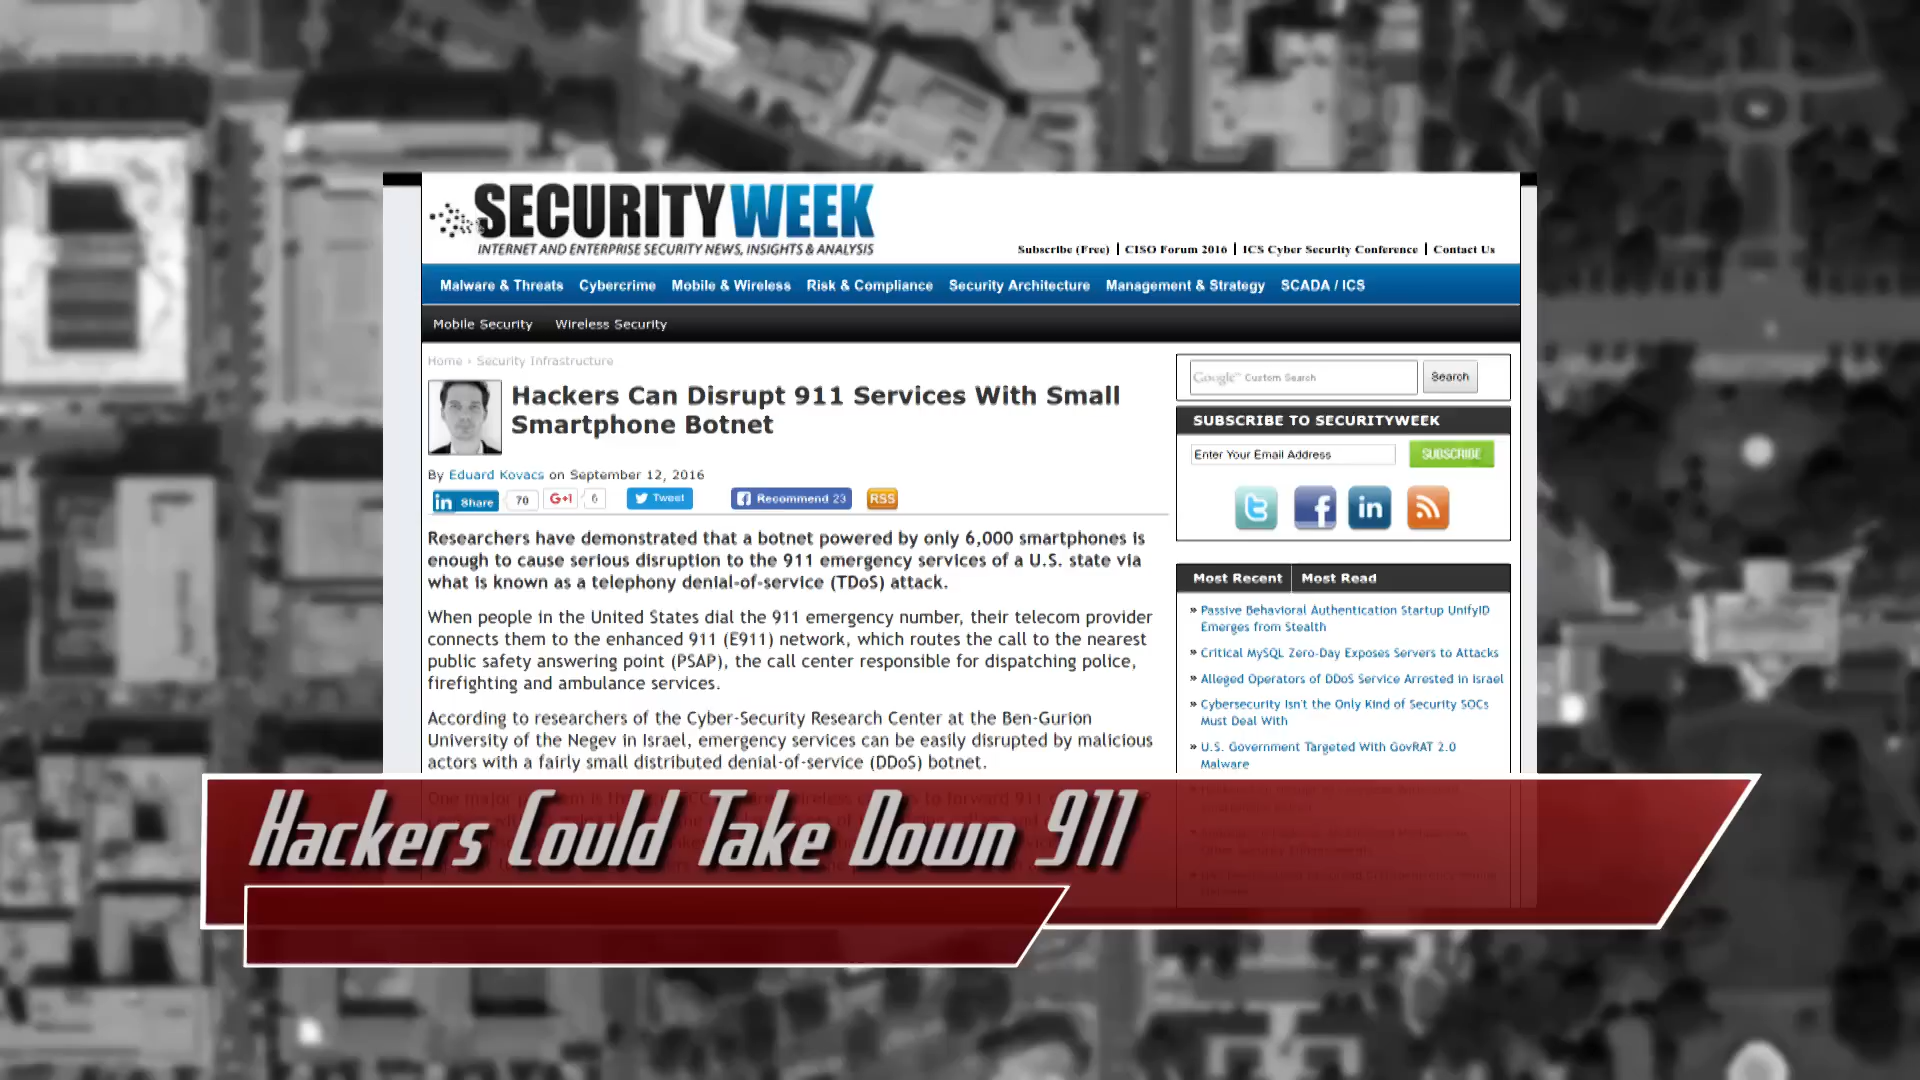 SECURITYWEEK
INTERNET AND ENTERPRISE SECURITY NEWS, INSIGHTS & ANALYSIS
Subscribe (Free) | CISO Forum 2016 | ICS Cyber Security Conference | Contact Us
Malware & Threats Cybercrime Mobile & Wireless Risk & Compliance Security Architecture Management & Strategy SCADA / ICS
Mobile Security Wireless Security
Home › Security Infrastructure
Hackers Can Disrupt 911 Services With Small
Smartphone Botnet
By Eduard Kovacs on September 12, 2016
in Share 70 G+1 6 Tweet Recommend 23 RSS
Researchers have demonstrated that a botnet powered by only 6,000 smartphones is
enough to cause serious disruption to the 911 emergency services of a U.S. state via
what is known as a telephony denial-of-service (TDoS) attack.
When people in the United States dial the 911 emergency number, their telecom provider
connects them to the enhanced 911 (E911) network, which routes the call to the nearest
public safety answering point (PSAP), the call center responsible for dispatching police,
firefighting and ambulance services.
According to researchers of the Cyber-Security Research Center at the Ben-Gurion
University of the Negev in Israel, emergency services can be easily disrupted by malicious
actors with a fairly small distributed denial-of-service (DDoS) botnet.
Google™ Custom Search Search
SUBSCRIBE TO SECURITYWEEK
Enter Your Email Address SUBSCRIBE
Most Recent Most Read
» Passive Behavioral Authentication Startup UnifyID
Emerges from Stealth
» Critical MySQL Zero-Day Exposes Servers to Attacks
» Alleged Operators of DDoS Service Arrested in Israel
» Cybersecurity Isn't the Only Kind of Security SOCs
Must Deal With
» U.S. Government Targeted With GovRAT 2.0
Malware
Hackers Could Take Down 911